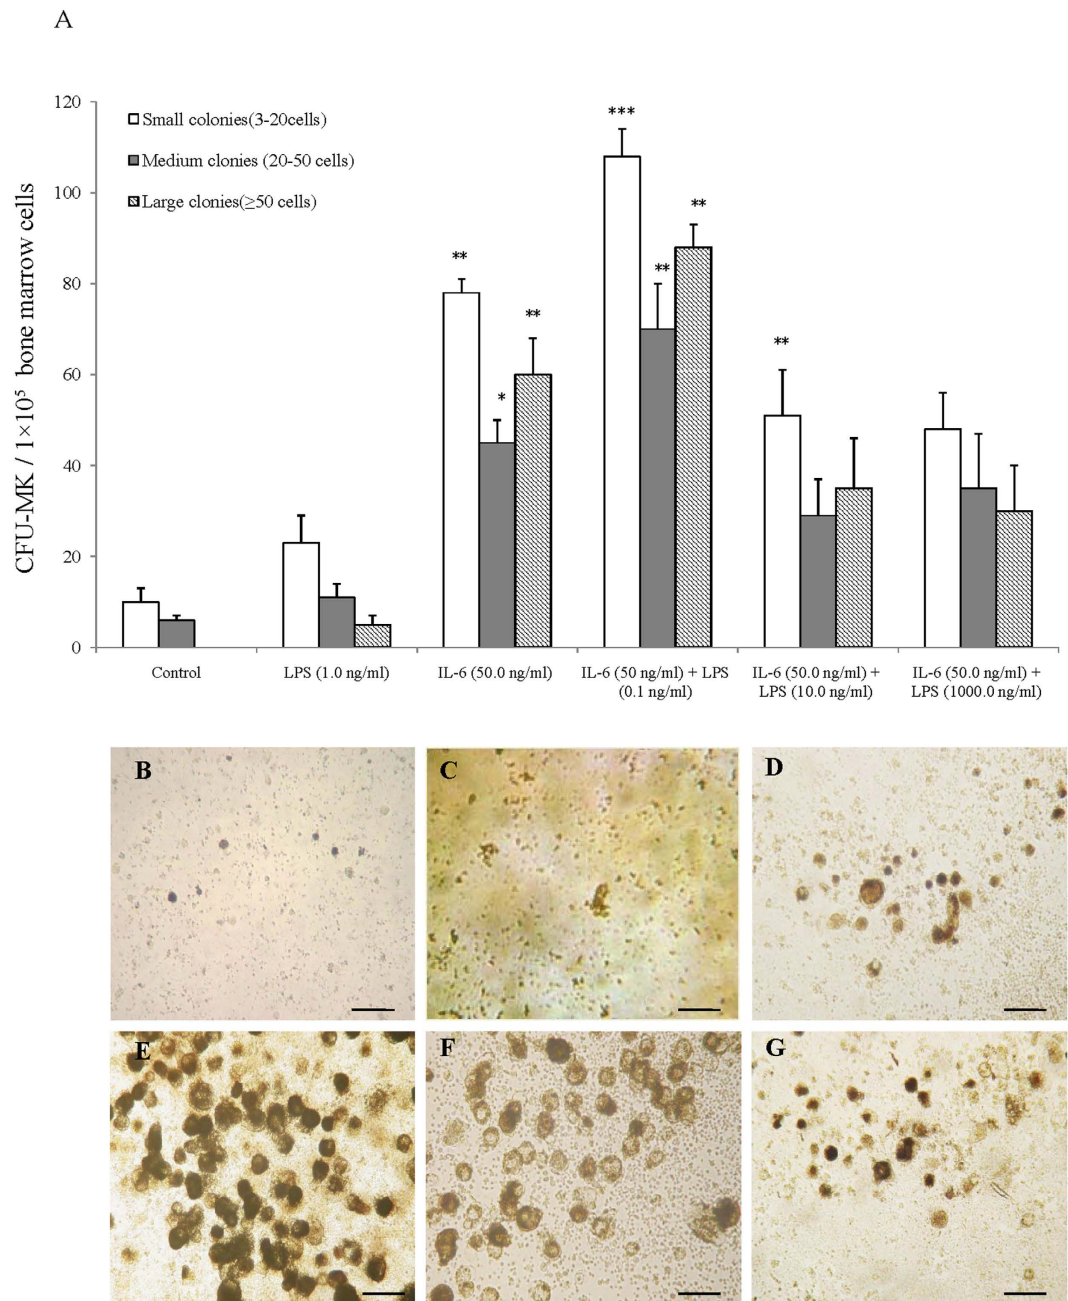 A
CFU-MK / 1×10⁵ bone marrow cells
120
100
80
60
40
20
0
Small colonies(3-20cells)
Medium clonies (20-50 cells)
Large clonies(≥50 cells)
**
*
**
***
**
**
**
Control
LPS (1.0 ng/ml)
IL-6 (50.0 ng/ml)
IL-6 (50 ng/ml) + LPS
(0.1 ng/ml)
IL-6 (50.0 ng/ml) +
LPS (10.0 ng/ml)
IL-6 (50.0 ng/ml) +
LPS (1000.0 ng/ml)
B
C
D
E
F
G